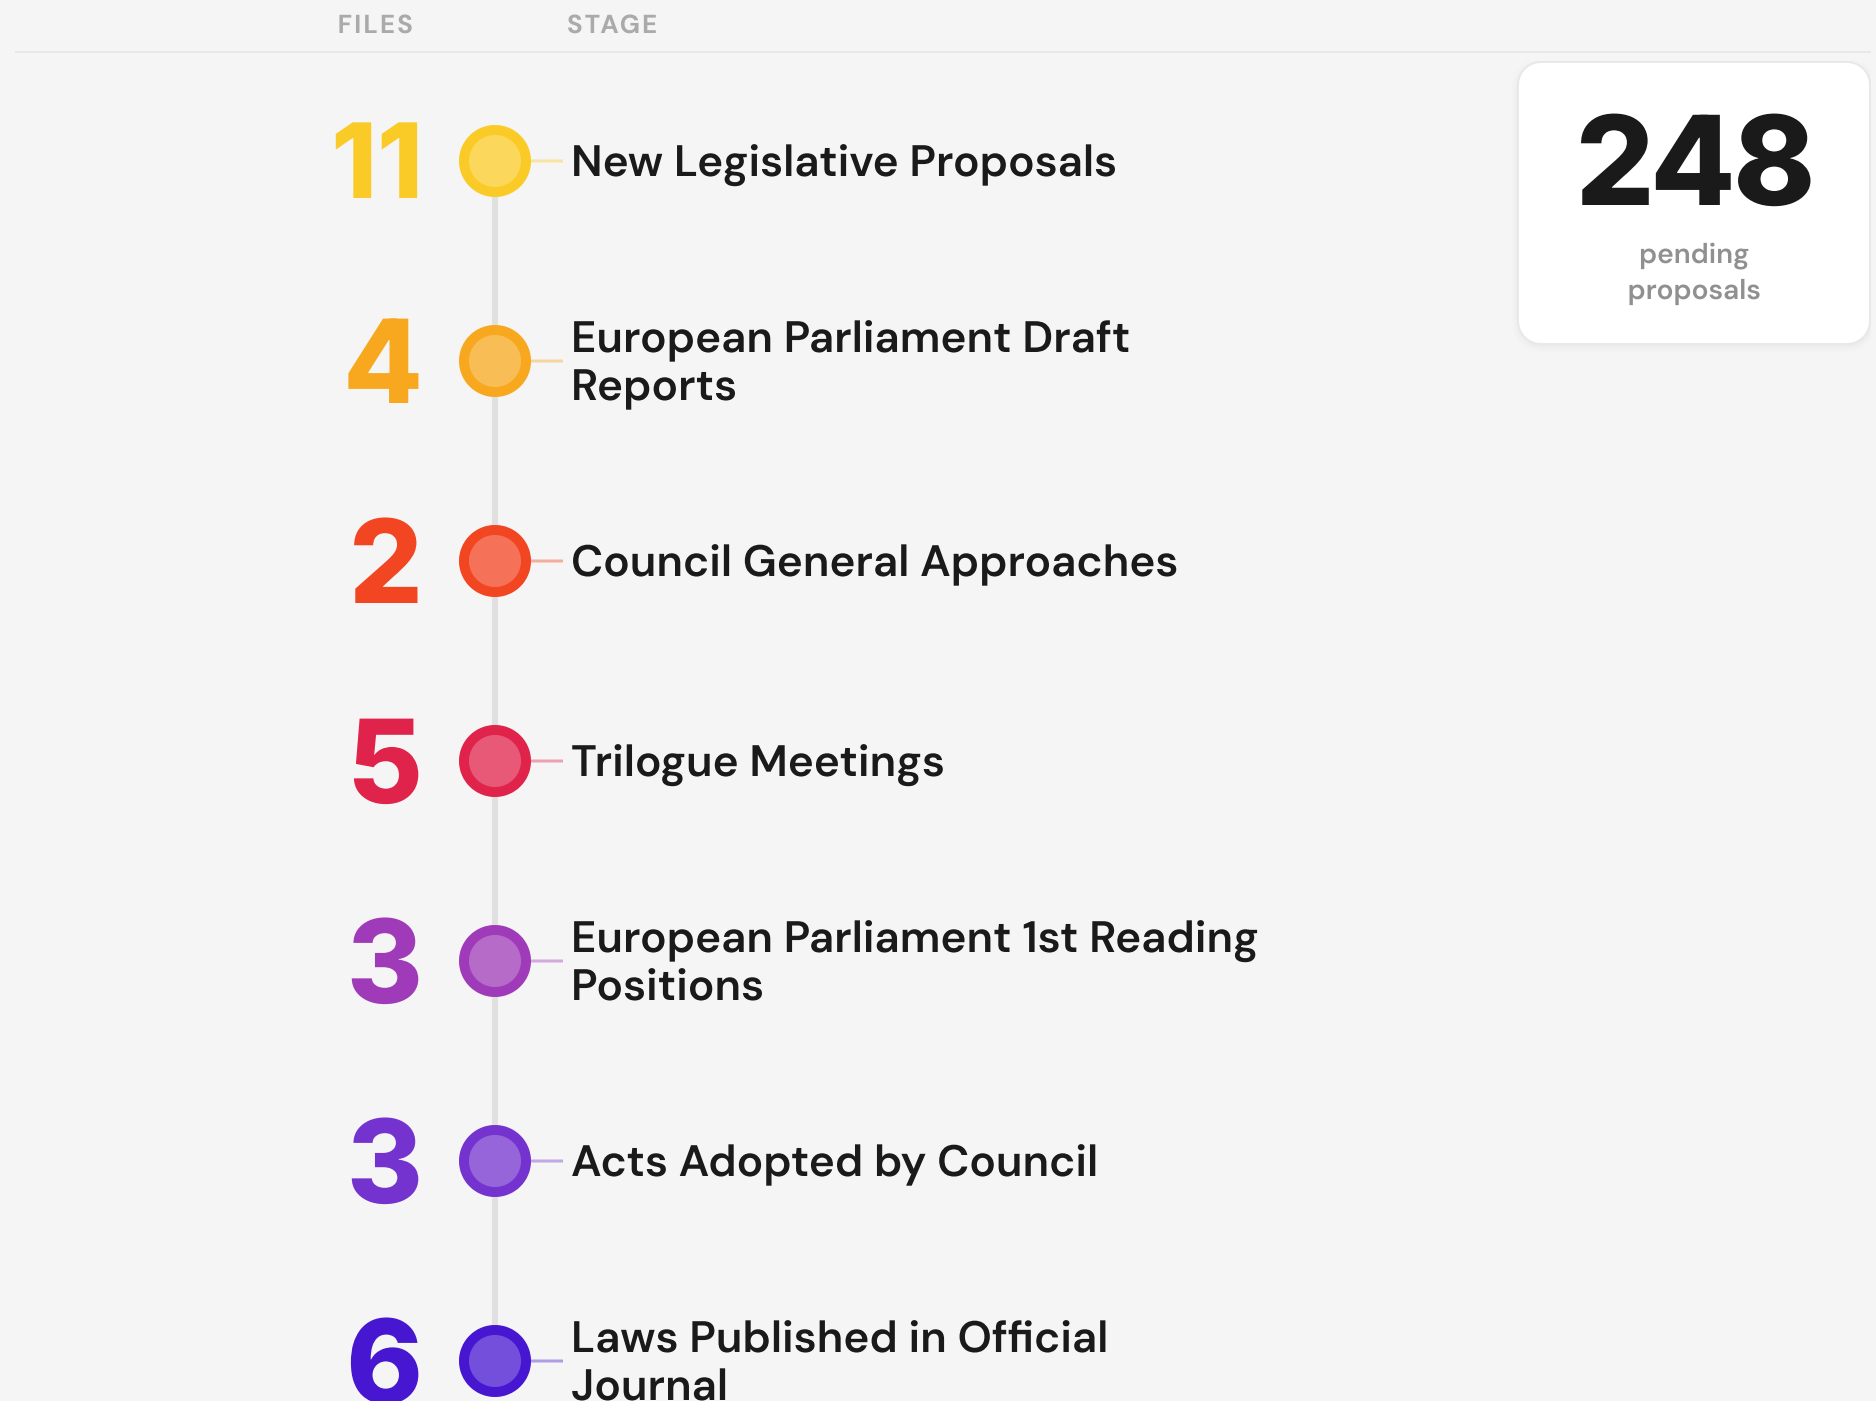 FILES STAGE
11 New Legislative Proposals
248
pending
proposals
4 European Parliament Draft
Reports
2 Council General Approaches
5 Trilogue Meetings
3 European Parliament 1st Reading
Positions
3 Acts Adopted by Council
6 Laws Published in Official
Journal